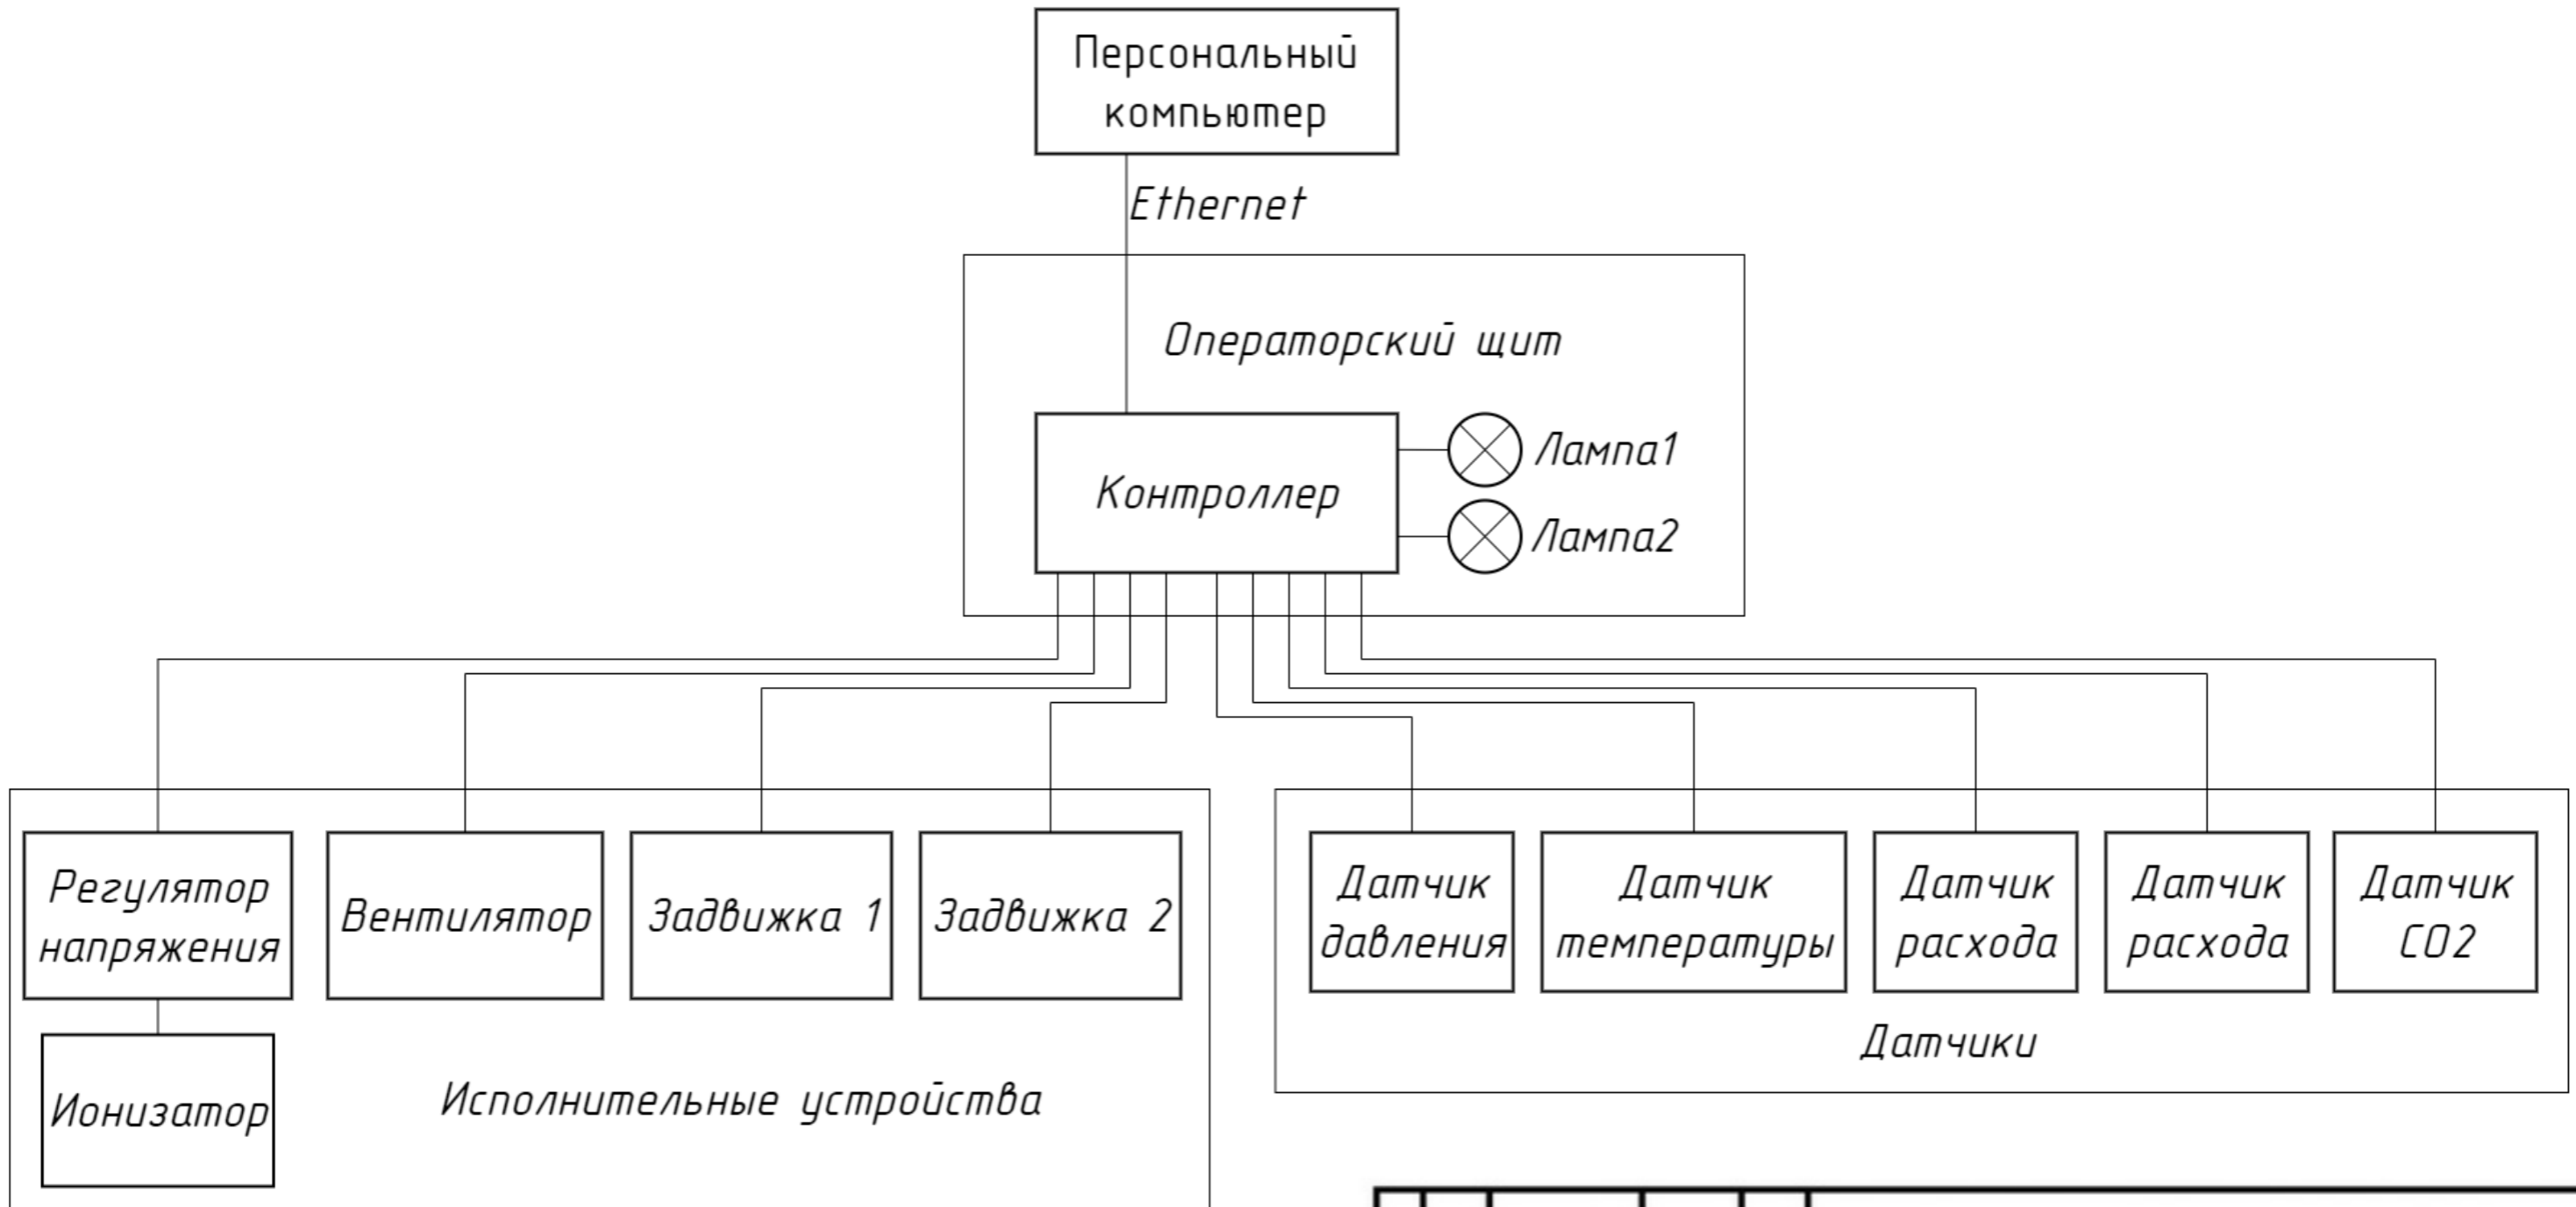 Персональный
компьютер
Ethernet
Операторский щит
Контроллер
Лампа1
Лампа2
Регулятор
напряжения
Вентилятор
Задвижка 1
Задвижка 2
Датчик
давления
Датчик
температуры
Датчик
расхода
Датчик
расхода
Датчик
CO2
Датчики
Ионизатор
Исполнительные устройства